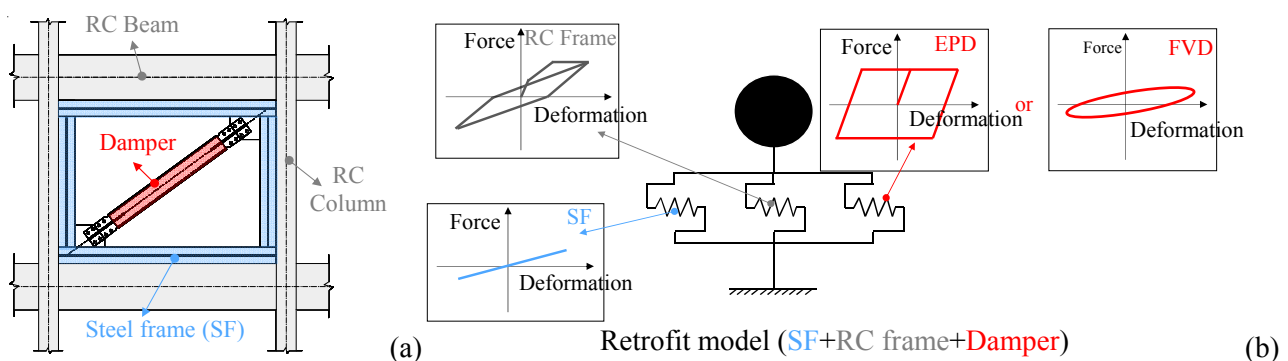 RC Beam
Damper
RC
Column
Steel frame (SF)
(a)
Force
RC Frame
Deformation
Force
EPD
Deformation
or
Force
FVD
Deformation
Force
SF
Deformation
Retrofit model (SF+RC frame+Damper)
(b)